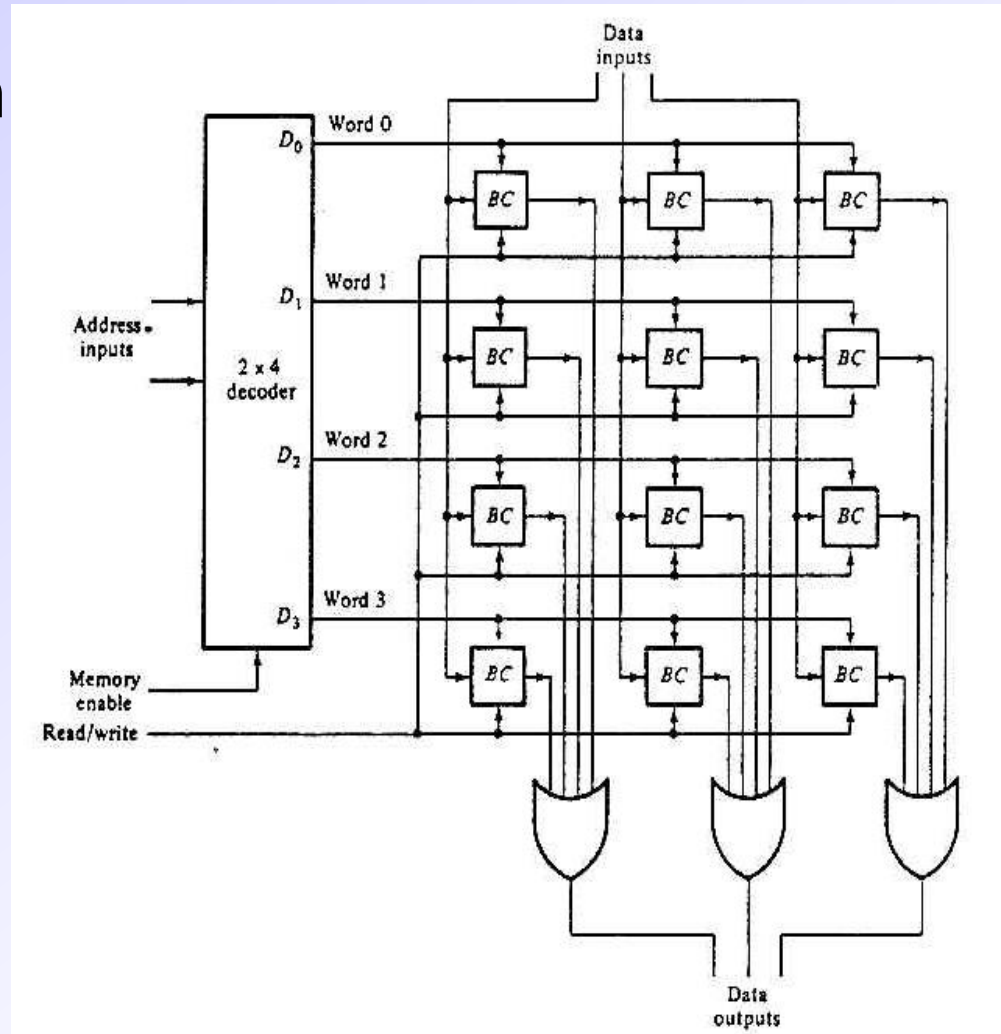 Data
inputs
Word 0
D0
BC BC BC
Word 1
D1
Address
inputs
2 x 4
decoder
BC BC BC
Word 2
D2
BC BC BC
Word 3
D3
BC BC BC
Memory
enable
Read/write
Data
outputs